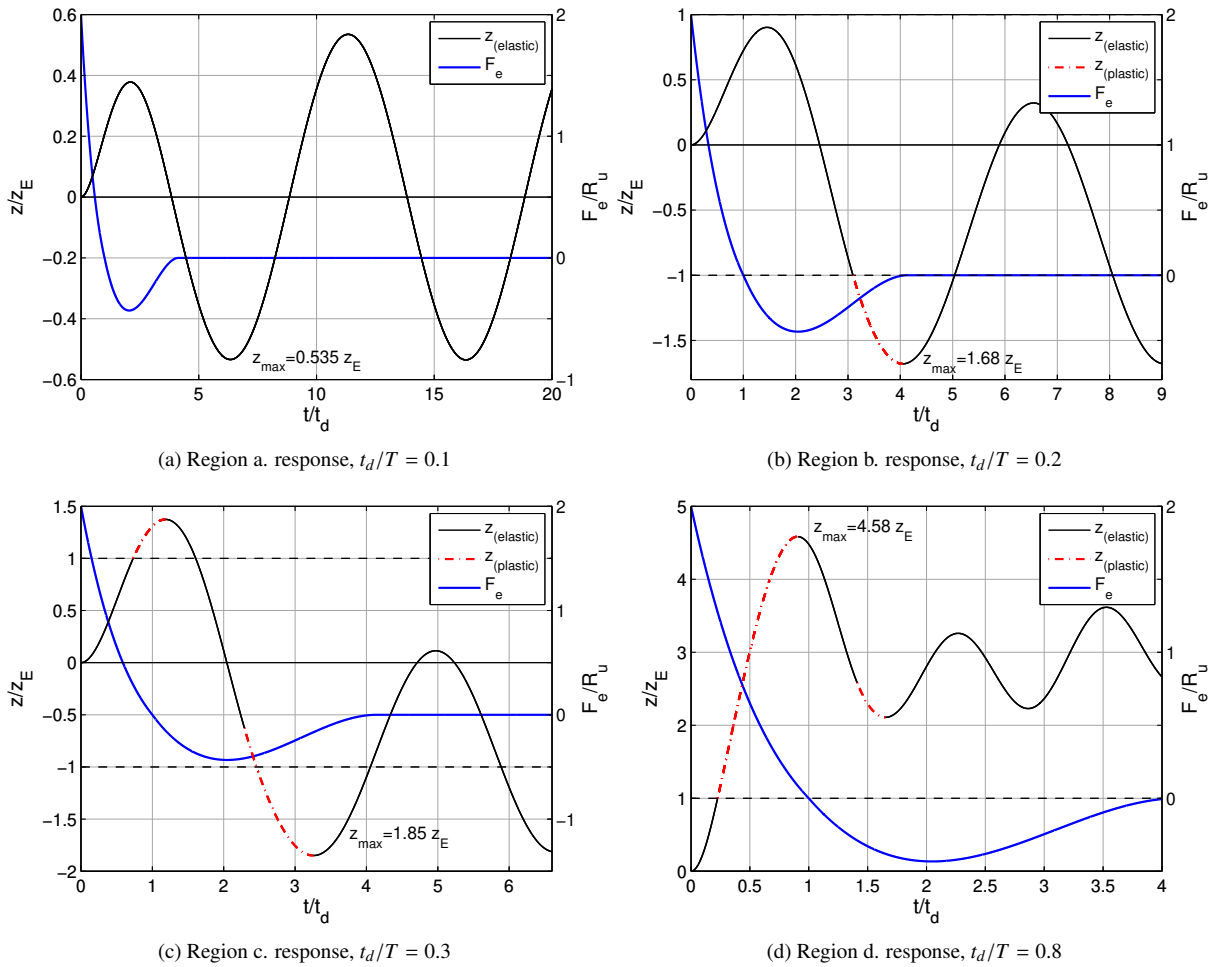 0.6
0.4
0.2
0
−0.2
−0.4
−0.6
z/z_E
0
5
10
15
20
t/t_d
2
1
0
−1
F_e/R_u
z_(elastic)
F_e
z_max=0.535 z_E
(a) Region a. response, t_d/T = 0.1
1
0.5
0
−0.5
−1
−1.5
z/z_E
0 1 2 3 4 5 6 7 8 9
t/t_d
2
1
0
F_e/R_u
z_(elastic)
z_(plastic)
F_e
z_max=1.68 z_E
(b) Region b. response, t_d/T = 0.2
1.5
1
0.5
0
−0.5
−1
−1.5
−2
z/z_E
0 1 2 3 4 5 6
t/t_d
2
1
0
−1
F_e/R_u
z_(elastic)
z_(plastic)
F_e
z_max=1.85 z_E
(c) Region c. response, t_d/T = 0.3
5
4
3
2
1
0
z/z_E
0 0.5 1 1.5 2 2.5 3 3.5 4
t/t_d
2
1
0
F_e/R_u
z_(elastic)
z_(plastic)
F_e
z_max=4.58 z_E
(d) Region d. response, t_d/T = 0.8